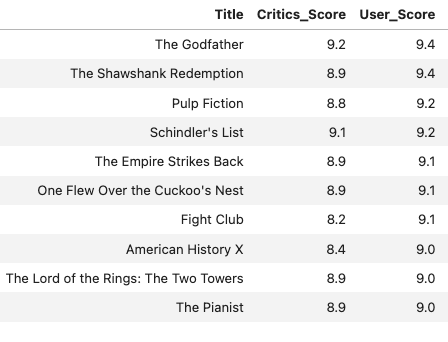 Title Critics_Score User_Score
The Godfather 9.2 9.4
The Shawshank Redemption 8.9 9.4
Pulp Fiction 8.8 9.2
Schindler's List 9.1 9.2
The Empire Strikes Back 8.9 9.1
One Flew Over the Cuckoo's Nest 8.9 9.1
Fight Club 8.2 9.1
American History X 8.4 9.0
The Lord of the Rings: The Two Towers 8.9 9.0
The Pianist 8.9 9.0